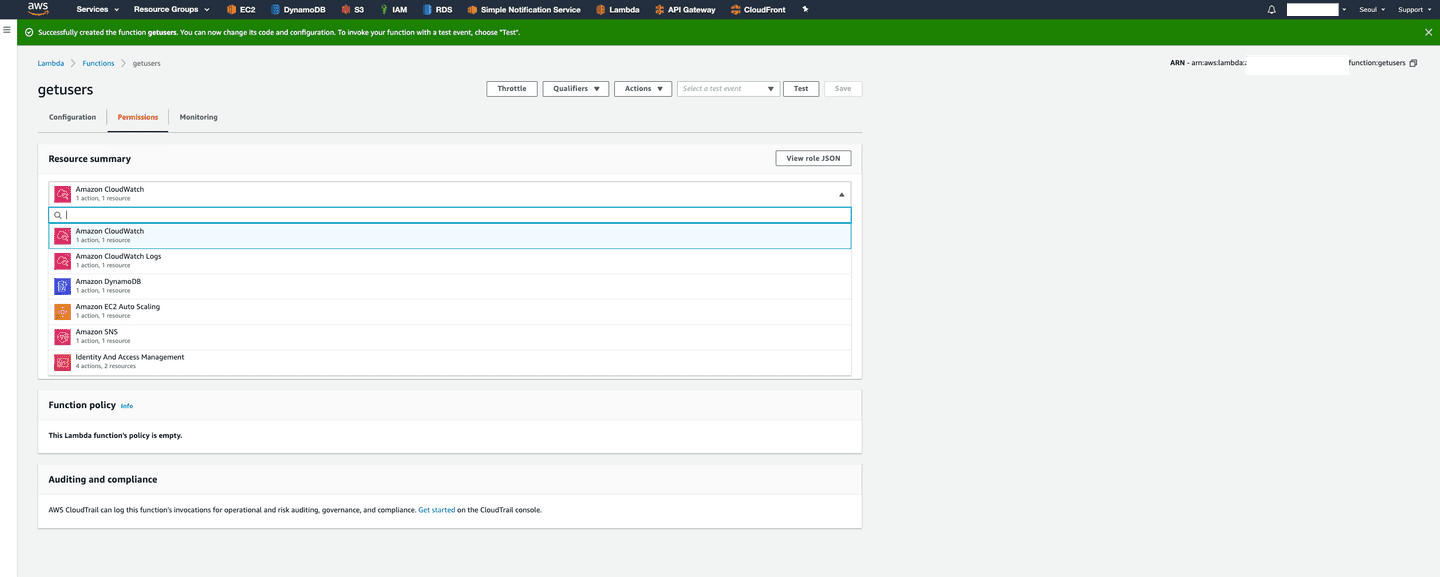 aws Services Resource Groups EC2 DynamoDB S3 IAM RDS Simple Notification Service Lambda API Gateway CloudFront Seoul Support
Successfully created the function getusers. You can now change its code and configuration. To invoke your function with a test event, choose "Test".
Lambda Functions getusers ARN - arn:aws:lambda: function:getusers
getusers Throttle Qualifiers Actions Select a test event Test Save
Configuration Permissions Monitoring
Resource summary View role JSON
Amazon CloudWatch
1 action, 1 resource
Amazon CloudWatch
1 action, 1 resource
Amazon CloudWatch Logs
1 action, 1 resource
Amazon DynamoDB
1 action, 1 resource
Amazon EC2 Auto Scaling
1 action, 1 resource
Amazon SNS
1 action, 1 resource
Identity And Access Management
4 actions, 2 resources
Function policy Info
This Lambda function's policy is empty.
Auditing and compliance
AWS CloudTrail can log this function's invocations for operational and risk auditing, governance, and compliance. Get started on the CloudTrail console.